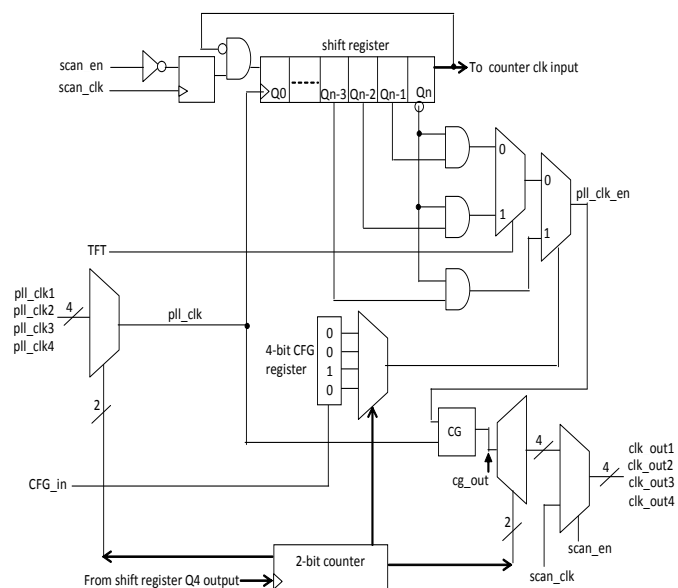 shift register
scan_en
scan_clk
Q0
Qn-3
Qn-2
Qn-1
Qn
To counter clk input
0
1
0
1
pll_clk_en
TFT
pll_clk1
pll_clk2
pll_clk3
pll_clk4
4
pll_clk
4-bit CFG
register
0
0
1
0
2
CG
cg_out
4
4
clk_out1
clk_out2
clk_out3
clk_out4
CFG_in
2
scan_en
scan_clk
2-bit counter
From shift register Q4 output